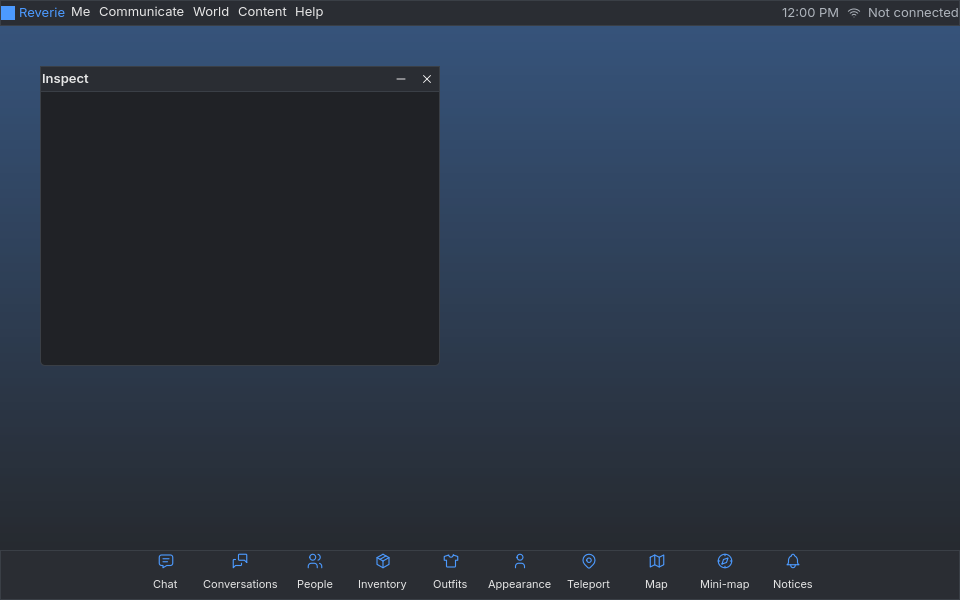 Reverie Me Communicate World Content Help 12:00 PM Not connected
Inspect
Chat Conversations People Inventory Outfits Appearance Teleport Map Mini-map Notices